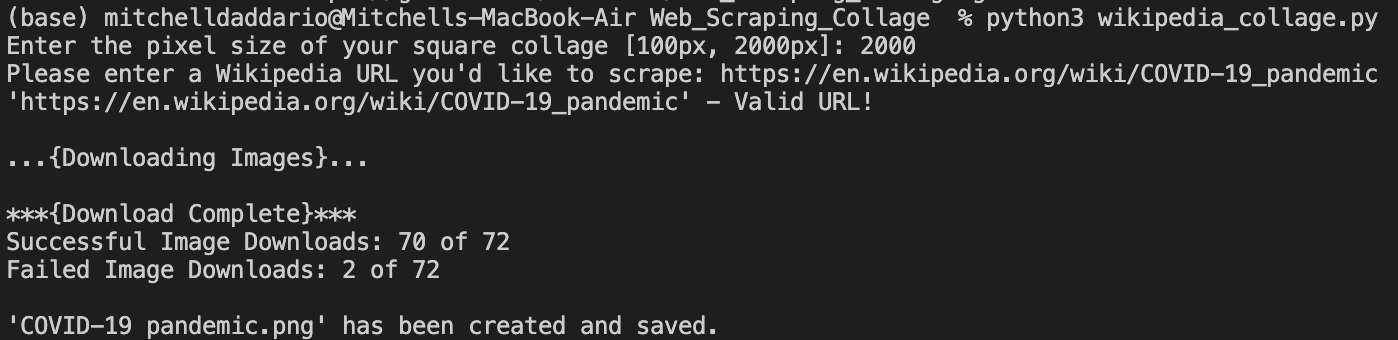 (base) mitchelldaddario@Mitchells-MacBook-Air Web_Scraping_Collage % python3 wikipedia_collage.py
Enter the pixel size of your square collage [100px, 2000px]: 2000
Please enter a Wikipedia URL you'd like to scrape: https://en.wikipedia.org/wiki/COVID-19_pandemic
'https://en.wikipedia.org/wiki/COVID-19_pandemic' - Valid URL!
...{Downloading Images}...
***{Download Complete}***
Successful Image Downloads: 70 of 72
Failed Image Downloads: 2 of 72
'COVID-19 pandemic.png' has been created and saved.